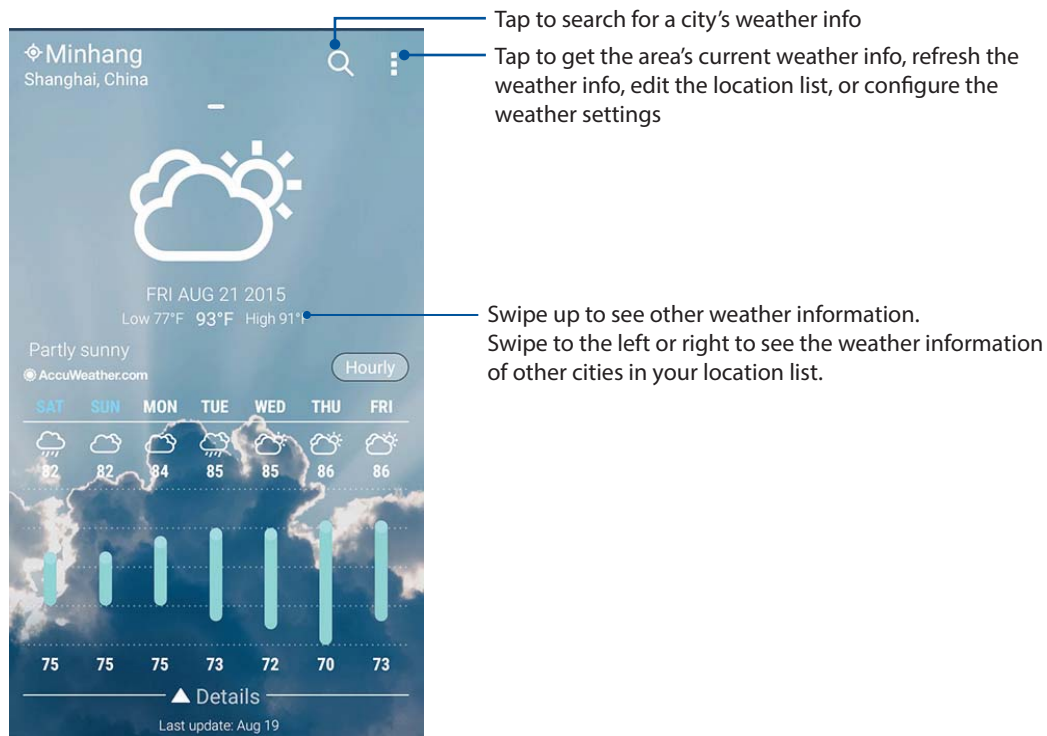 Tap to search for a city’s weather info
Tap to get the area’s current weather info, refresh the
weather info, edit the location list, or configure the
weather settings
Minhang
Shanghai, China
FRI AUG 21 2015
Low 77°F 93°F High 91°F
Swipe up to see other weather information.
Swipe to the left or right to see the weather information
of other cities in your location list.
Partly sunny
AccuWeather.com
Hourly
SAT SUN MON TUE WED THU FRI
82 82 84 85 85 86 86
75 75 75 73 72 70 73
Details
Last update: Aug 19